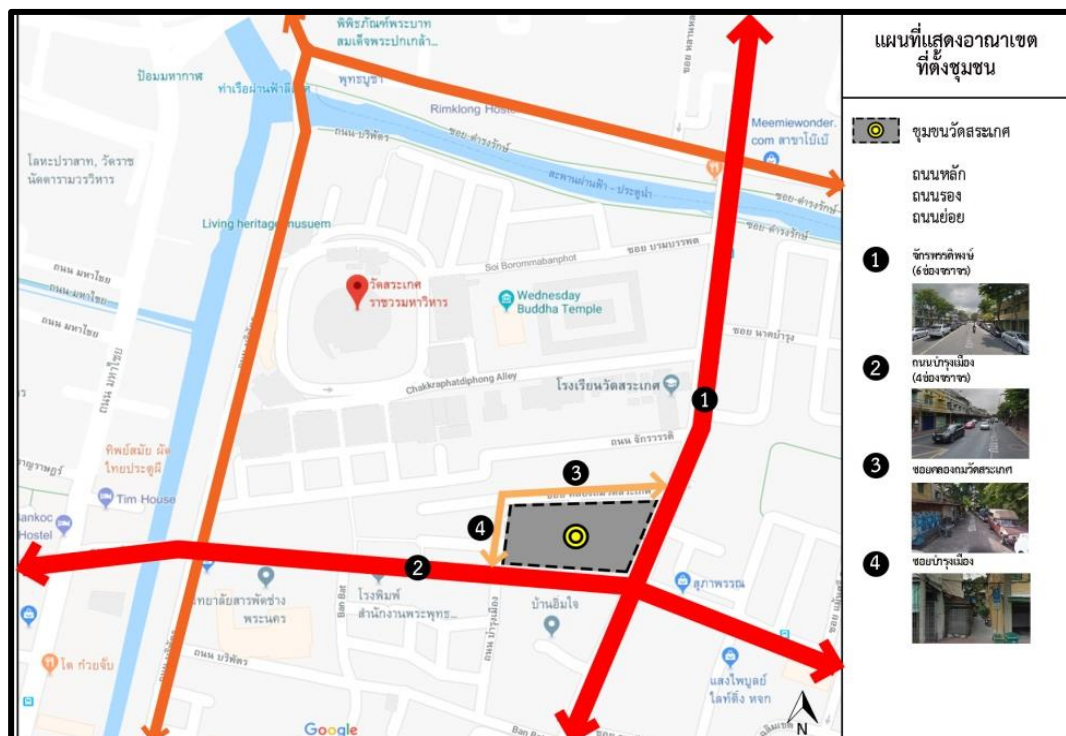 พิพิธภัณฑ์พระบาท
สมเด็จพระปกเกล้า...
ป้อมมหากาฬ
พุทธบูชา
Meemiewonder.
com สาขาโบ๊เบ๊
ถนน บริพัตร
ซอย-ดำรงรักษ์
สะพานผ่านฟ้า - ประตูน้ำ
ซอย-ดำรงรักษ์
ซอย-ดำรงรักษ์
โลหะปราสาท, วัดราช
นัดดารามวรวิหาร
ซอย บรมบรรพต
Soi Borommabanphot
วัดสระเกศ
ราชวรมหาวิหาร
Wednesday
Buddha Temple
ถนน มหาไชย
ถนน มหาไชย
ถนน มหาไชย
ถนน มหาไชย
ซอย นาคบำรุง
Chakkraphatdiphong Alley
โรงเรียนวัดสระเกศ
1
ถนน จักรวรรดิ
ทิพย์สมัย ผัด
ไทยประตูผี
Tim House
Hostel
3
4
2
โรงพิมพ์
สำนักงานพระพุทธ...
Ban Bat
ถนน บำรุงเมือง
บ้านอิ่มใจ
สุภาพรรณ
พระนคร
ถนน บริพัตร
ถนน บริพัตร
โต ก๋วยจั๊บ
แสงไพบูลย์
ไลท์ติ้ง หจก
Google
N
แผนที่แสดงอาณาเขต
ที่ตั้งชุมชน
ชุมชนวัดสระเกศ
ถนนหลัก
ถนนรอง
ถนนย่อย
1
จักรพรรดิพงษ์
(6ช่องจราจร)
2
ถนนบำรุงเมือง
(4ช่องจราจร)
3
ซอยคลองถมวัดสระเกศ
4
ซอยบำรุงเมือง